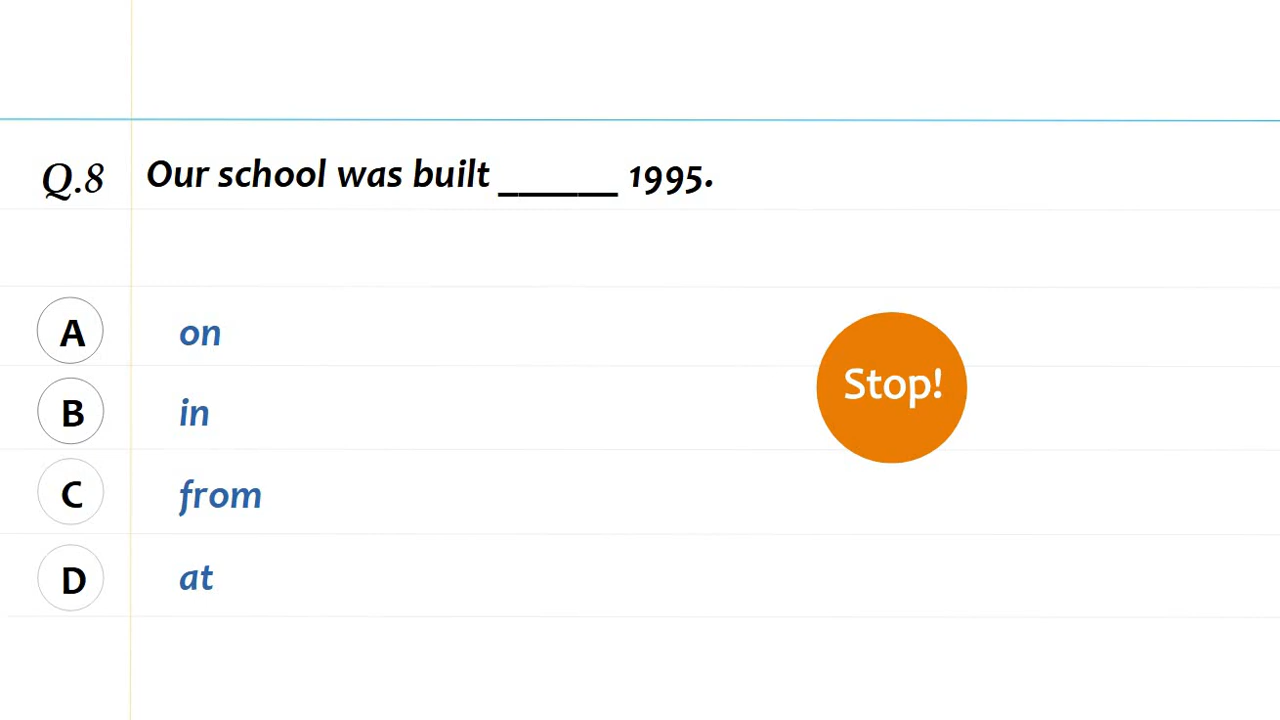 Q.8 Our school was built ______ 1995.
A on
B in
Stop!
C from
D at